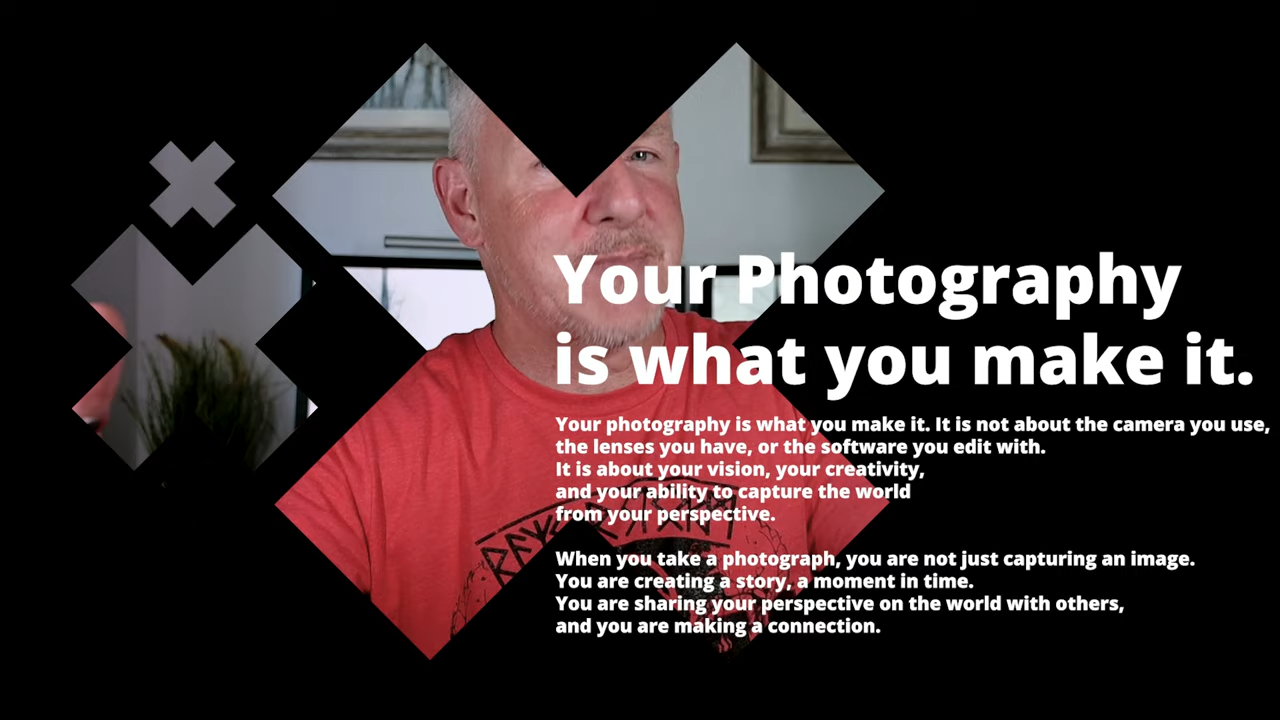 Your Photography
is what you make it.
Your photography is what you make it. It is not about the camera you use,
the lenses you have, or the software you edit with.
It is about your vision, your creativity,
and your ability to capture the world
from your perspective.
When you take a photograph, you are not just capturing an image.
You are creating a story, a moment in time.
You are sharing your perspective on the world with others,
and you are making a connection.